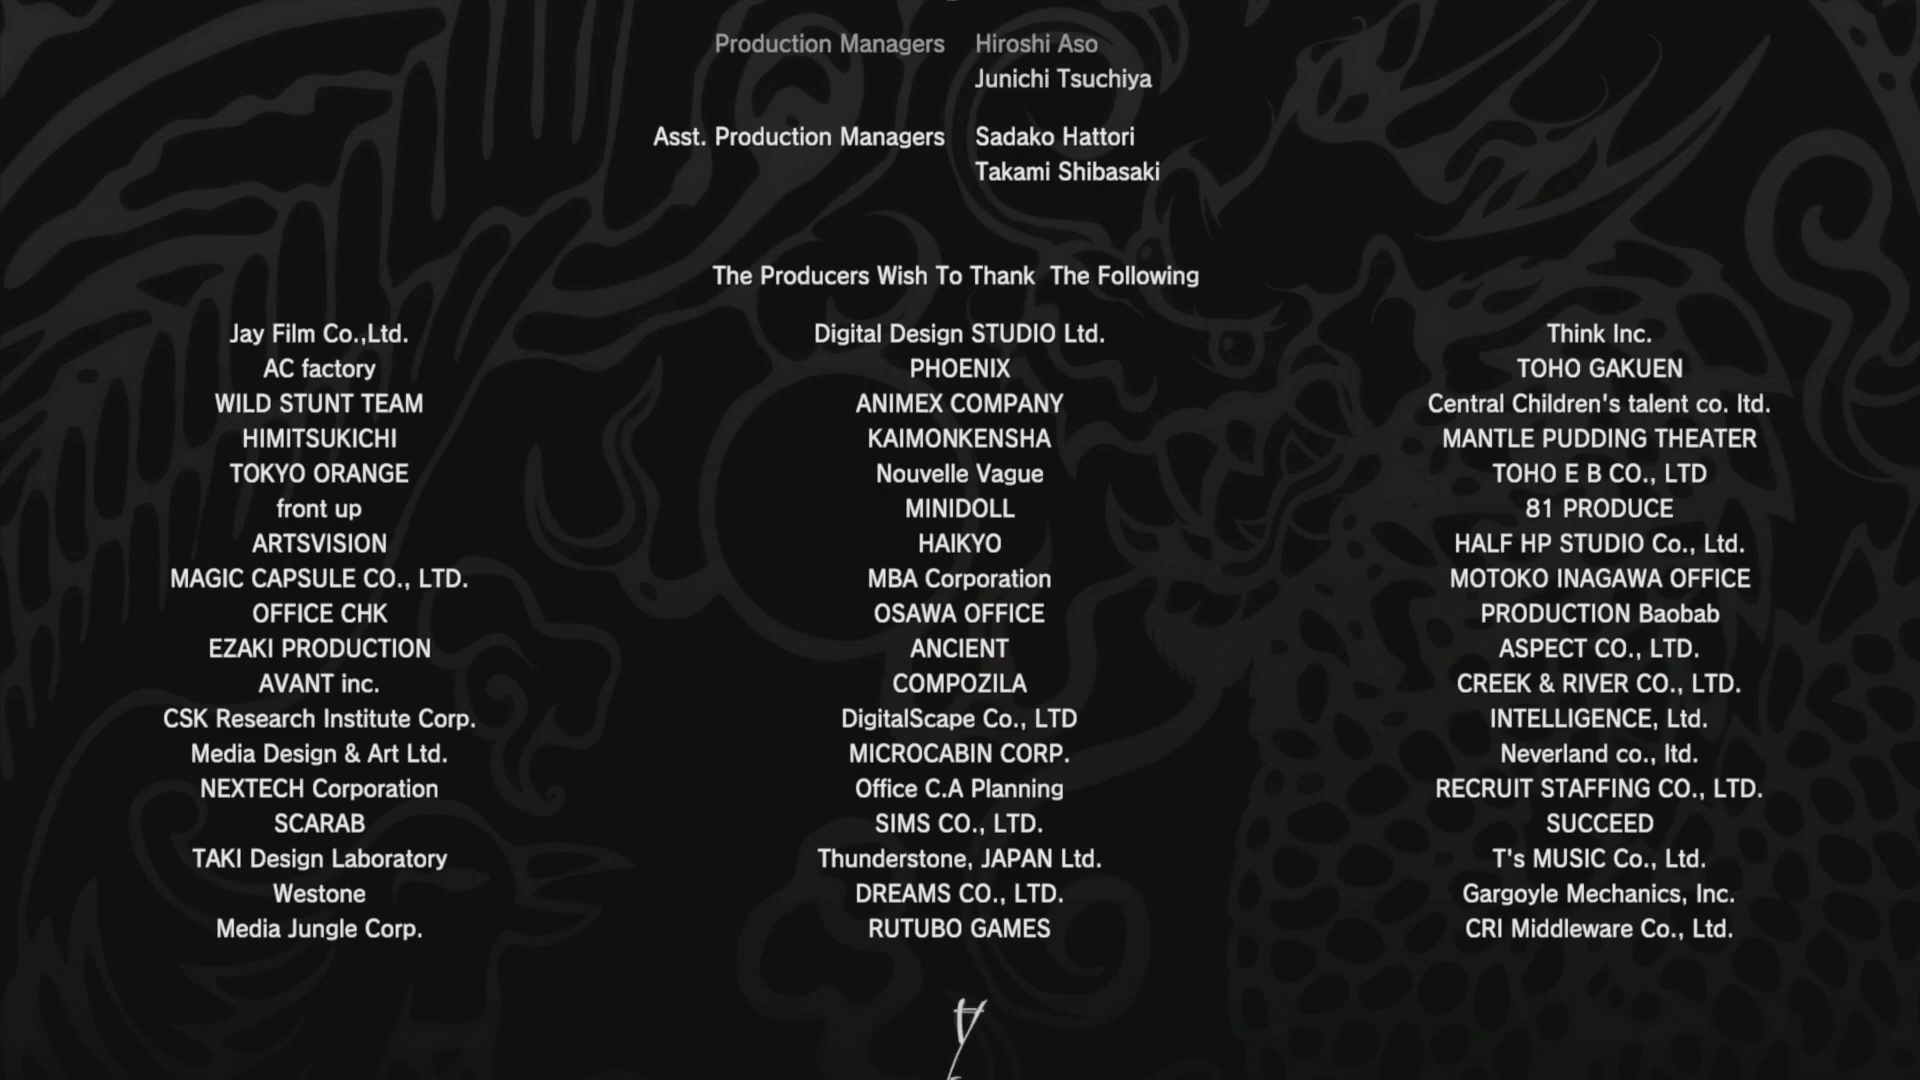 Production Managers Hiroshi Aso
Junichi Tsuchiya
Asst. Production Managers Sadako Hattori
Takami Shibasaki
The Producers Wish To Thank The Following
Jay Film Co.,Ltd.
AC factory
WILD STUNT TEAM
HIMITSUKICHI
TOKYO ORANGE
front up
ARTSVISION
MAGIC CAPSULE CO., LTD.
OFFICE CHK
EZAKI PRODUCTION
AVANT inc.
CSK Research Institute Corp.
Media Design & Art Ltd.
NEXTECH Corporation
SCARAB
TAKI Design Laboratory
Westone
Media Jungle Corp.
Digital Design STUDIO Ltd.
PHOENIX
ANIMEX COMPANY
KAIMONKENSHA
Nouvelle Vague
MINIDOLL
HAIKYO
MBA Corporation
OSAWA OFFICE
ANCIENT
COMPOZILA
DigitalScape Co., LTD
MICROCABIN CORP.
Office C.A Planning
SIMS CO., LTD.
Thunderstone, JAPAN Ltd.
DREAMS CO., LTD.
RUTUBO GAMES
Think Inc.
TOHO GAKUEN
Central Children's talent co. ltd.
MANTLE PUDDING THEATER
TOHO E B CO., LTD
81 PRODUCE
HALF HP STUDIO Co., Ltd.
MOTOKO INAGAWA OFFICE
PRODUCTION Baobab
ASPECT CO., LTD.
CREEK & RIVER CO., LTD.
INTELLIGENCE, Ltd.
Neverland co., ltd.
RECRUIT STAFFING CO., LTD.
SUCCEED
T's MUSIC Co., Ltd.
Gargoyle Mechanics, Inc.
CRI Middleware Co., Ltd.